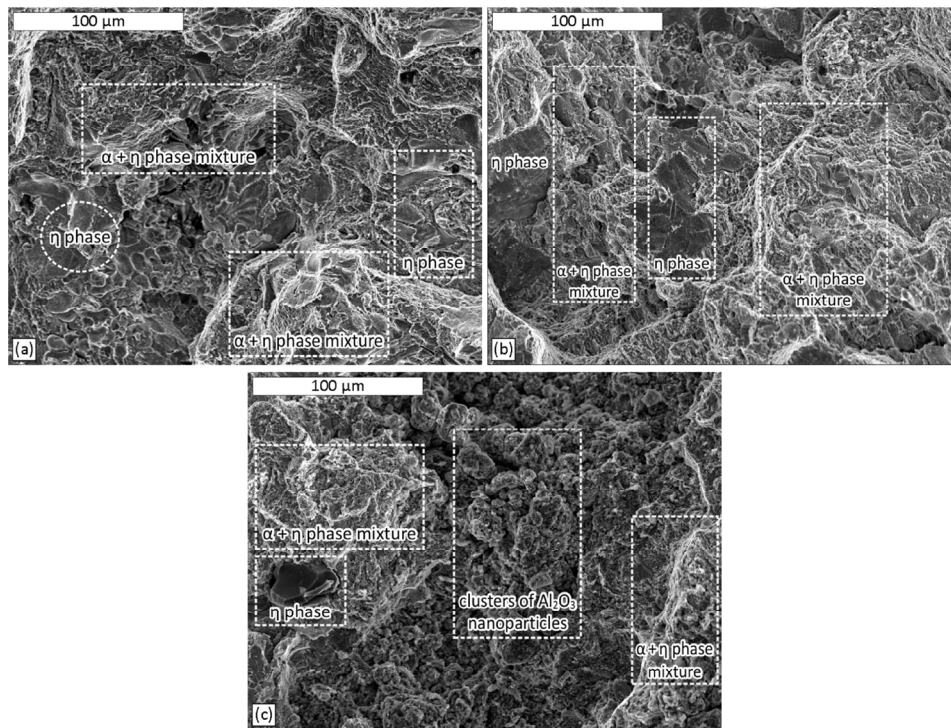 100 μm
α + η phase mixture
η phase
η phase
α + η phase mixture
(a)
100 μm
η phase
α + η phase
mixture
η phase
α + η phase
mixture
(b)
100 μm
α + η phase mixture
η phase
clusters of Al₂O₃
nanoparticles
α + η phase
mixture
(c)